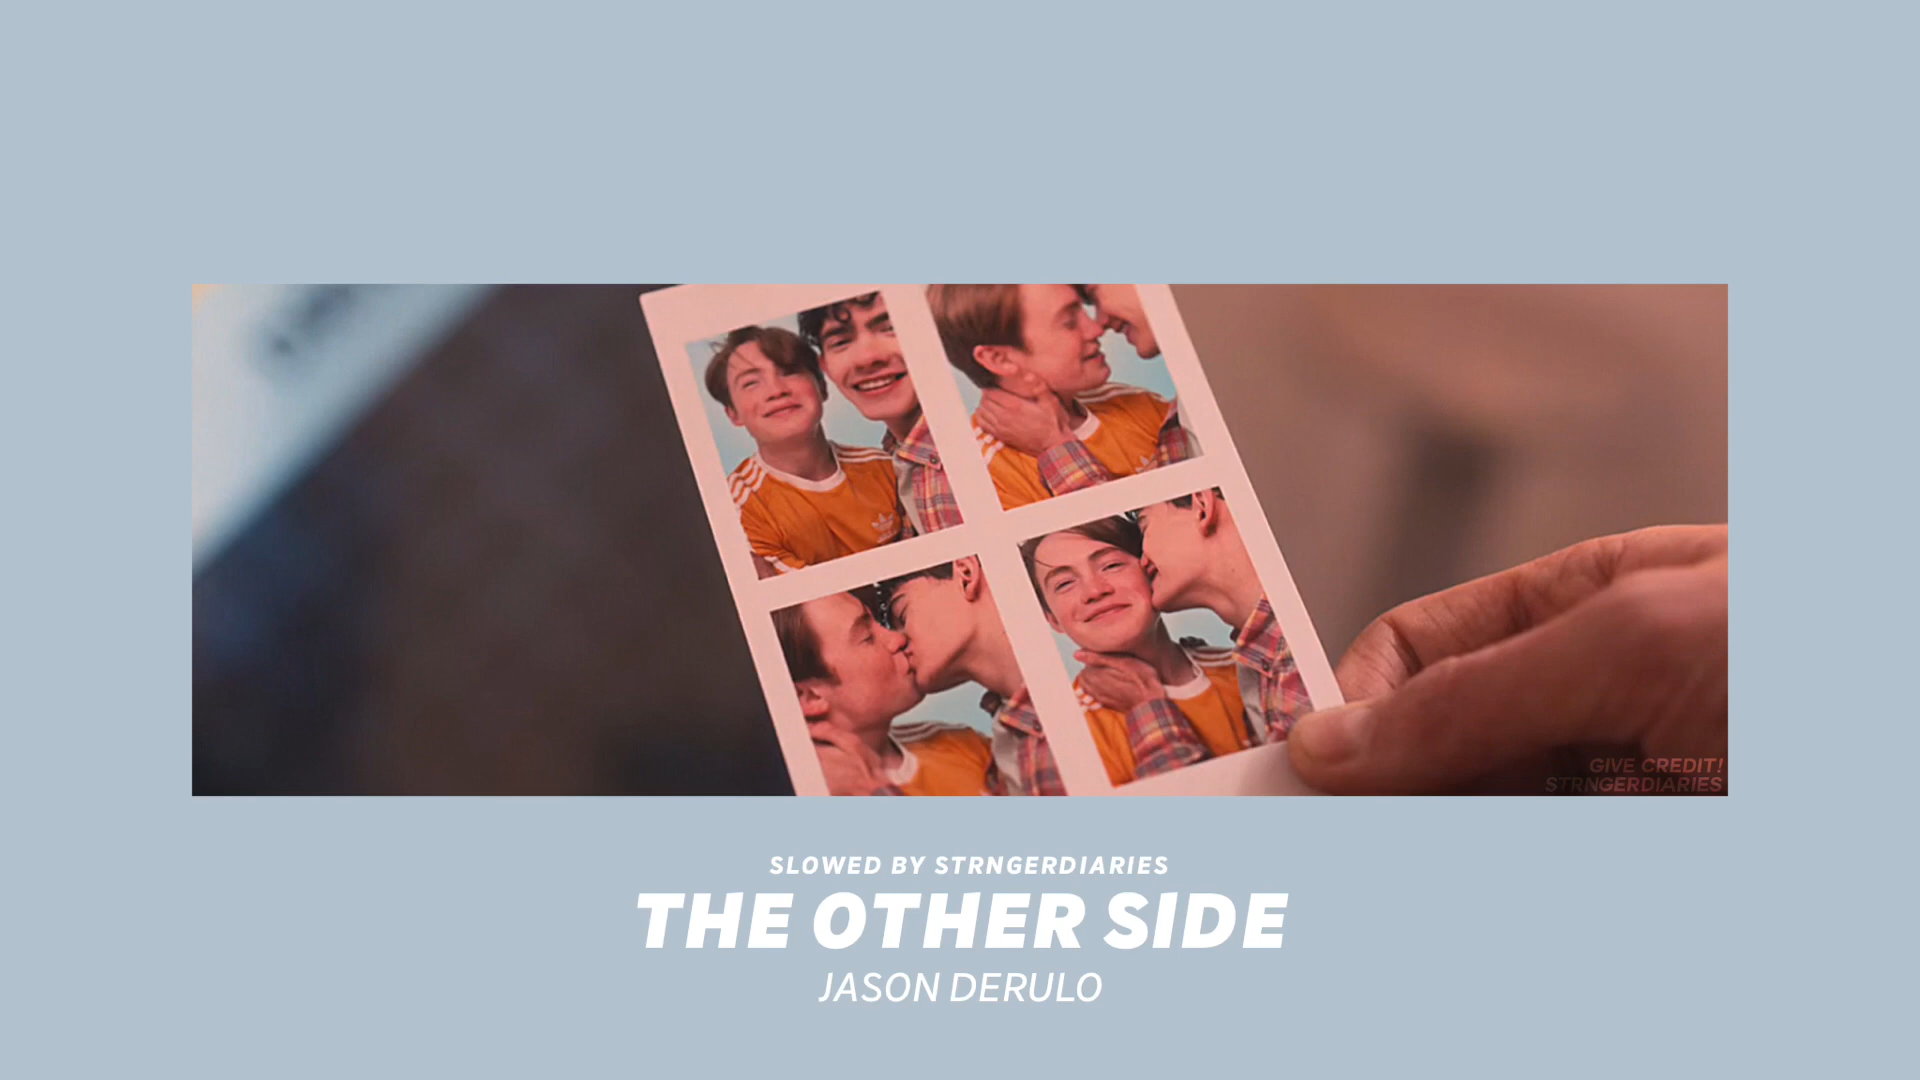 GIVE CREDIT!
STRNGERDIARIES
SLOWED BY STRNGERDIARIES
THE OTHER SIDE
JASON DERULO